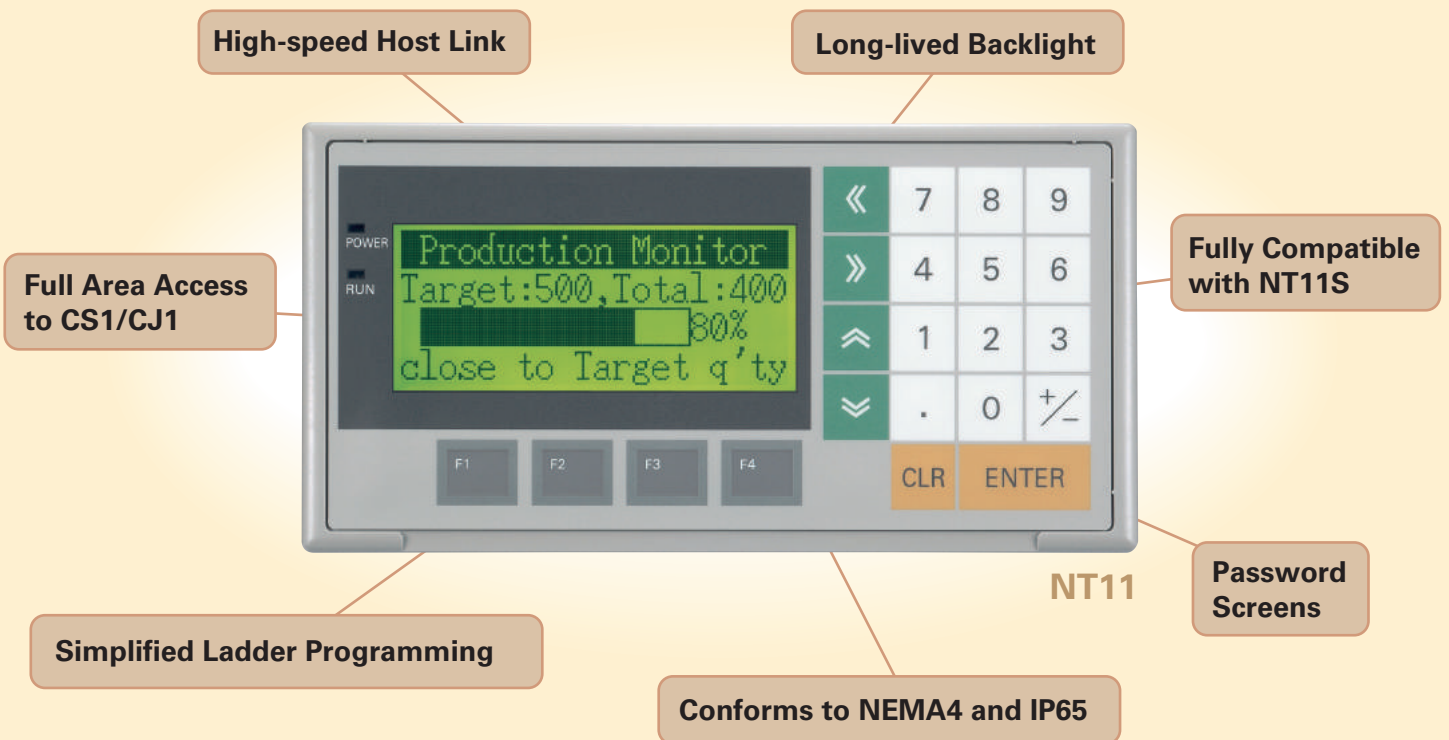 High-speed Host Link
Long-lived Backlight
Full Area Access
to CS1/CJ1
Fully Compatible
with NT11S
POWER
RUN
Production Monitor
Target:500,Total:400
80%
close to Target q'ty
« 7 8 9
» 4 5 6
1 2 3
. 0 +/−
F1 F2 F3 F4
CLR ENTER
NT11
Password
Screens
Simplified Ladder Programming
Conforms to NEMA4 and IP65